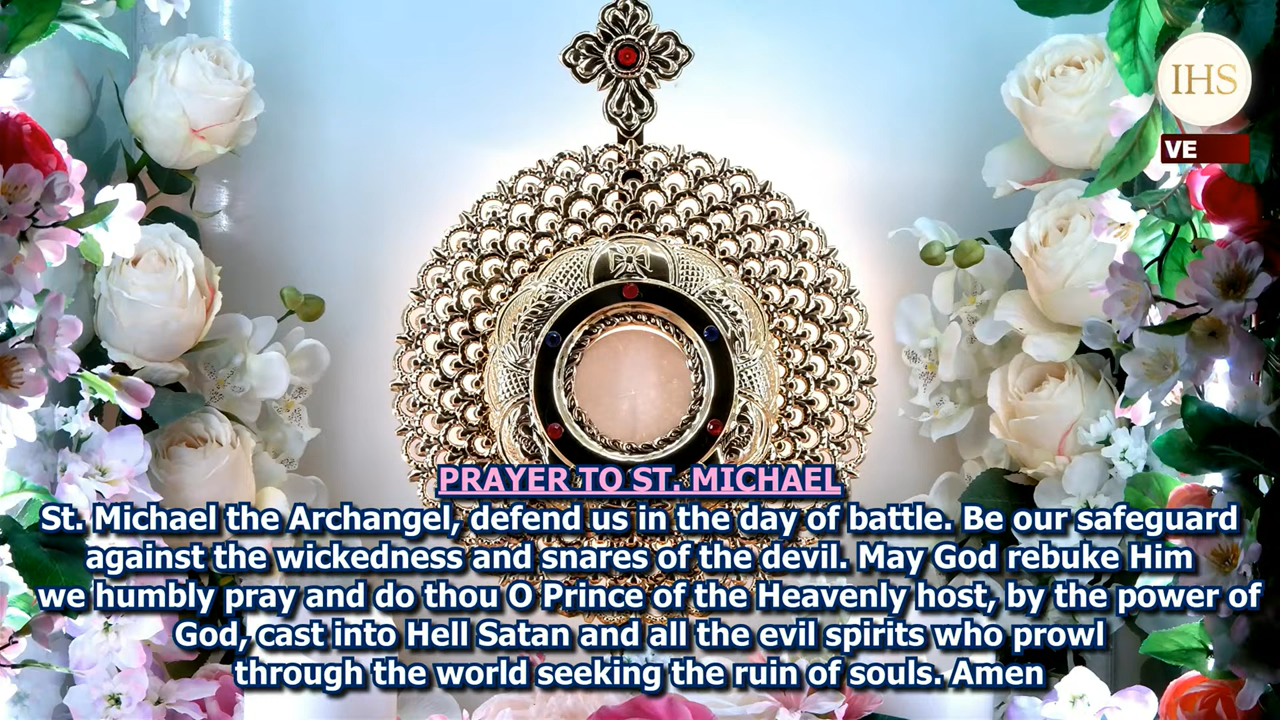 IHS
VE
PRAYER TO ST. MICHAEL
St. Michael the Archangel, defend us in the day of battle. Be our safeguard
against the wickedness and snares of the devil. May God rebuke Him
we humbly pray and do thou O Prince of the Heavenly host, by the power of
God, cast into Hell Satan and all the evil spirits who prowl
through the world seeking the ruin of souls. Amen